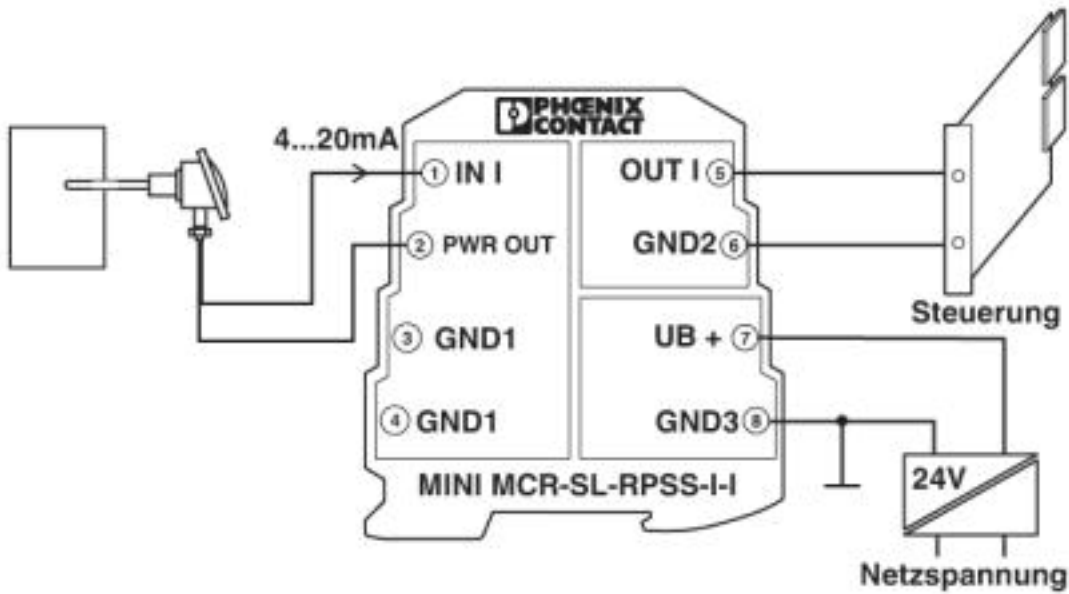 PHŒNIX
CONTACT
4...20mA
1 IN I
OUT I 5
2 PWR OUT
GND2 6
Steuerung
3 GND1
UB + 7
4 GND1
GND3 8
24V
MINI MCR-SL-RPSS-I-I
Netzspannung